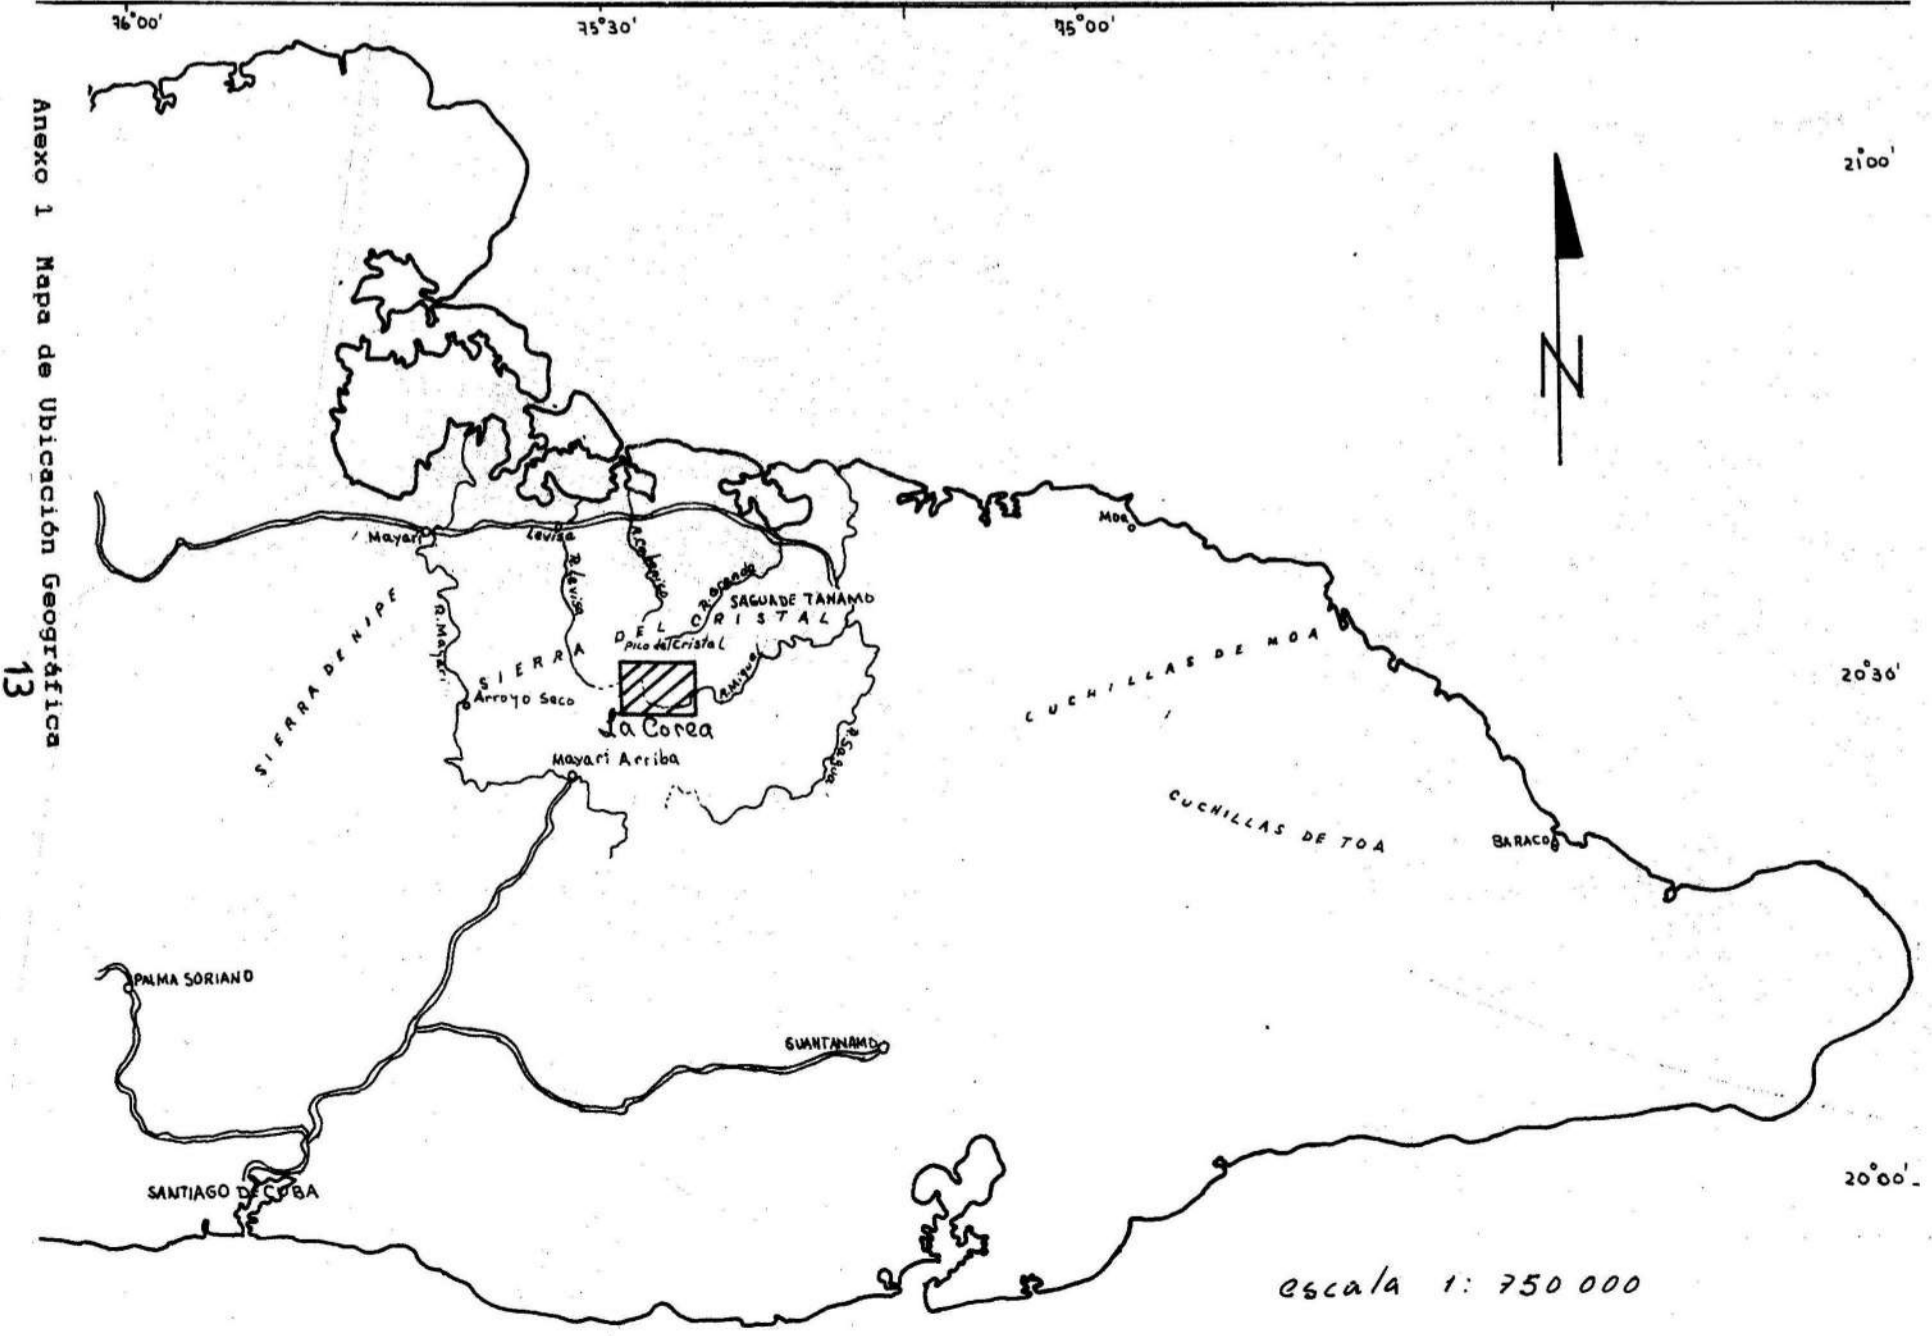 76°00'
75°30'
75°00'
21°00'
20°30'
20°00'
N
Mayarí
Levisa
Moa
R. Levisa
R. Mayarí
SAGUA DE TANAMO
SIERRA DE NIPE
SIERRA DEL CRISTAL
Pico del Cristal
R. Miguel
Arroyo Seco
La Corea
R. Sagua
Mayarí Arriba
CUCHILLAS DE MOA
CUCHILLAS DE TOA
BARACOA
PALMA SORIANO
GUANTANAMO
SANTIAGO DE CUBA
escala 1: 750 000
Anexo 1 Mapa de Ubicación Geográfica
13